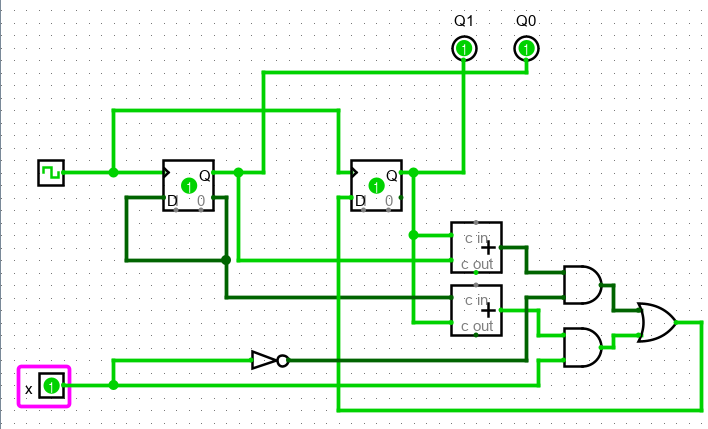 Q1 Q0
1 1
Q Q
1 1
D 0 D 0
c in
+
c out
c in
+
c out
x 1